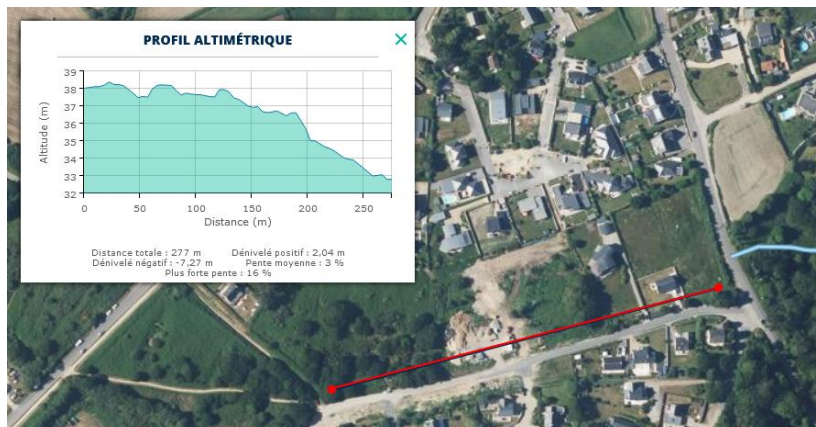 PROFIL ALTIMÉTRIQUE ×
39
38
37
36
35
34
33
32
Altitude (m)
0 50 100 150 200 250
Distance (m)
Distance totale : 277 m Dénivelé positif : 2,04 m
Dénivelé négatif : -7,27 m Pente moyenne : 3 %
Plus forte pente : 16 %